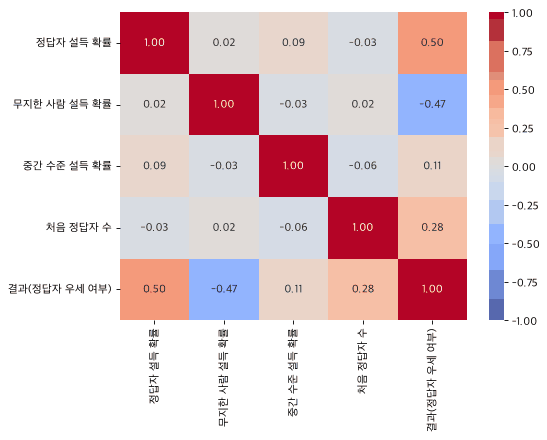 정답자 설득 확률 1.00 0.02 0.09 -0.03 0.50
무지한 사람 설득 확률 0.02 1.00 -0.03 0.02 -0.47
중간 수준 설득 확률 0.09 -0.03 1.00 -0.06 0.11
처음 정답자 수 -0.03 0.02 -0.06 1.00 0.28
결과(정답자 우세 여부) 0.50 -0.47 0.11 0.28 1.00
정답자 설득 확률
무지한 사람 설득 확률
중간 수준 설득 확률
처음 정답자 수
결과(정답자 우세 여부)
1.00
0.75
0.50
0.25
0.00
-0.25
-0.50
-0.75
-1.00